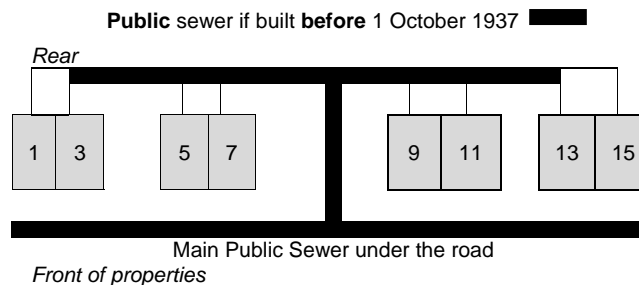 Public sewer if built before 1 October 1937
Rear
1 3 5 7 9 11 13 15
Main Public Sewer under the road
Front of properties